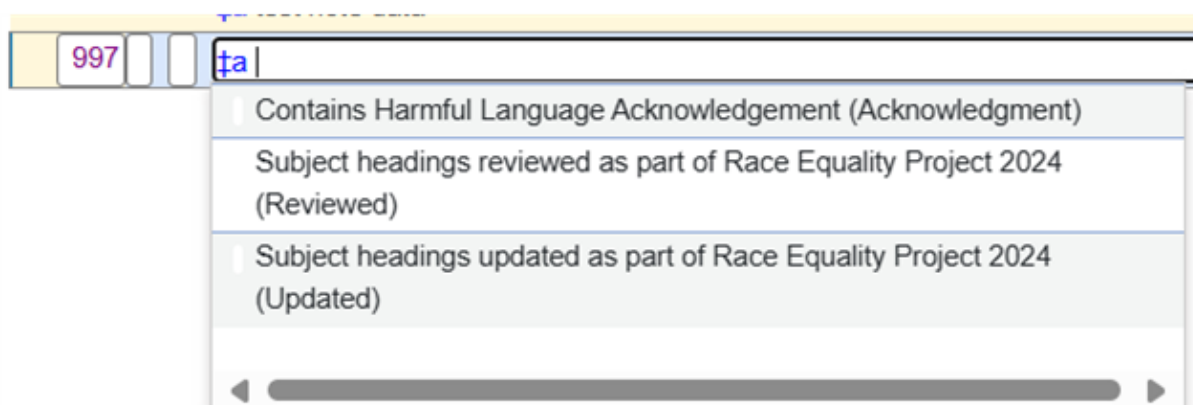 997 ‡a
Contains Harmful Language Acknowledgement (Acknowledgment)
Subject headings reviewed as part of Race Equality Project 2024
(Reviewed)
Subject headings updated as part of Race Equality Project 2024
(Updated)